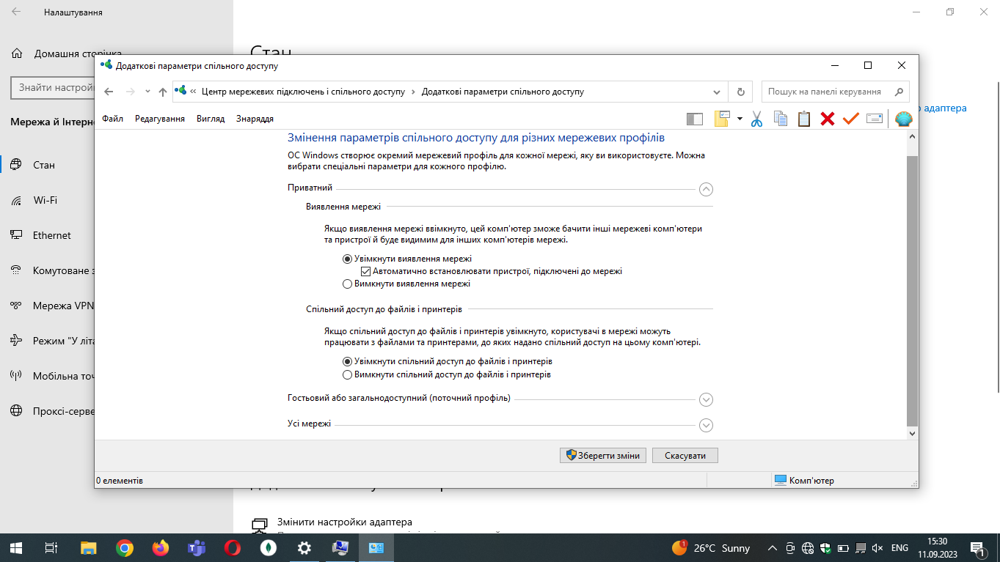 Налаштування
Домашня сторінка
Стан
Знайти настройк
Мережа й Інтерн
Стан
Wi-Fi
Ethernet
Комутоване з
Мережа VPN
Режим "У літа
Мобільна точ
Проксі-серве
о адаптера
Додаткові параметри спільного доступу
« Центр мережевих підключень і спільного доступу › Додаткові параметри спільного доступу
Пошук на панелі керування
Файл Редагування Вигляд Знаряддя
Змінення параметрів спільного доступу для різних мережевих профілів
ОС Windows створює окремий мережевий профіль для кожної мережі, яку ви використовуєте. Можна
вибрати спеціальні параметри для кожного профілю.
Приватний
Виявлення мережі
Якщо виявлення мережі ввімкнуто, цей комп'ютер зможе бачити інші мережеві комп'ютери
та пристрої й буде видимим для інших комп'ютерів мережі.
Увімкнути виявлення мережі
Автоматично встановлювати пристрої, підключені до мережі
Вимкнути виявлення мережі
Спільний доступ до файлів і принтерів
Якщо спільний доступ до файлів і принтерів увімкнуто, користувачі в мережі можуть
працювати з файлами та принтерами, до яких надано спільний доступ на цьому комп'ютері.
Увімкнути спільний доступ до файлів і принтерів
Вимкнути спільний доступ до файлів і принтерів
Гостьовий або загальнодоступний (поточний профіль)
Усі мережі
Зберегти зміни Скасувати
0 елементів
Комп'ютер
Змінити настройки адаптера
1
26°C Sunny
ENG
15:30
11.09.2023
1